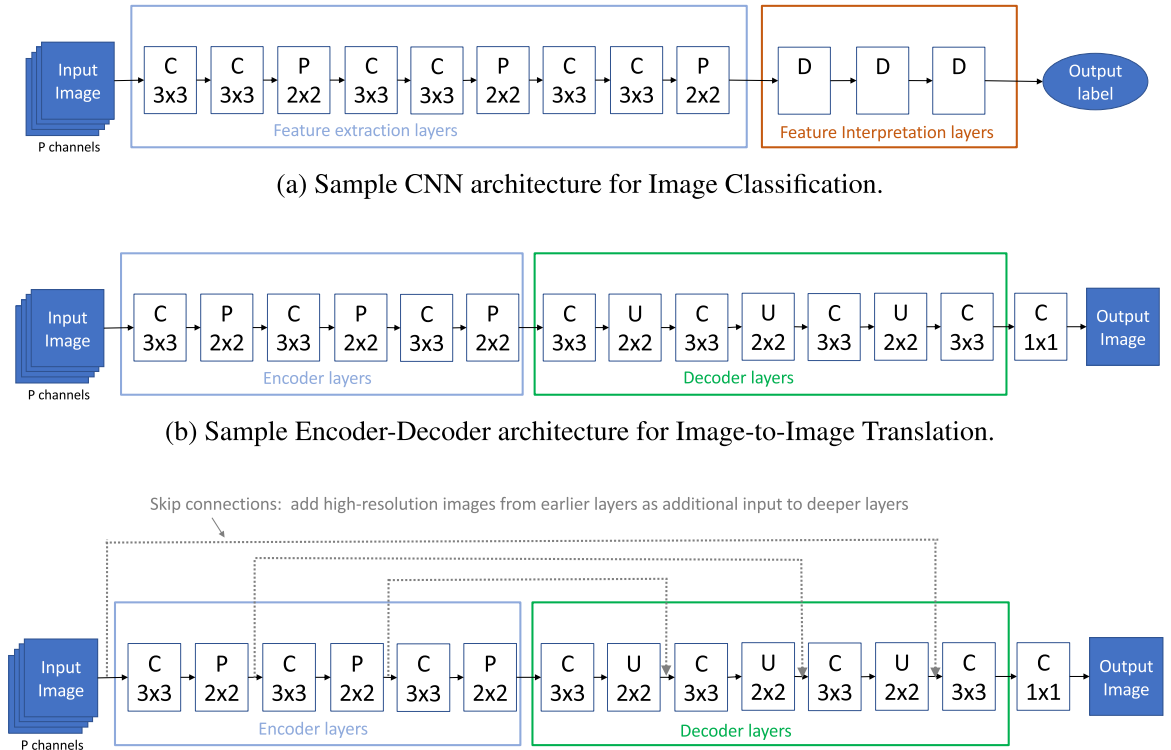 Input
Image
P channels
C
3x3
C
3x3
P
2x2
C
3x3
C
3x3
P
2x2
C
3x3
C
3x3
P
2x2
Feature extraction layers
D
D
D
Feature Interpretation layers
Output
label
(a) Sample CNN architecture for Image Classification.
Input
Image
P channels
C
3x3
P
2x2
C
3x3
P
2x2
C
3x3
P
2x2
Encoder layers
C
3x3
U
2x2
C
3x3
U
2x2
C
3x3
U
2x2
C
3x3
Decoder layers
C
1x1
Output
Image
(b) Sample Encoder-Decoder architecture for Image-to-Image Translation.
Skip connections: add high-resolution images from earlier layers as additional input to deeper layers
Input
Image
P channels
C
3x3
P
2x2
C
3x3
P
2x2
C
3x3
P
2x2
Encoder layers
C
3x3
U
2x2
C
3x3
U
2x2
C
3x3
U
2x2
C
3x3
Decoder layers
C
1x1
Output
Image